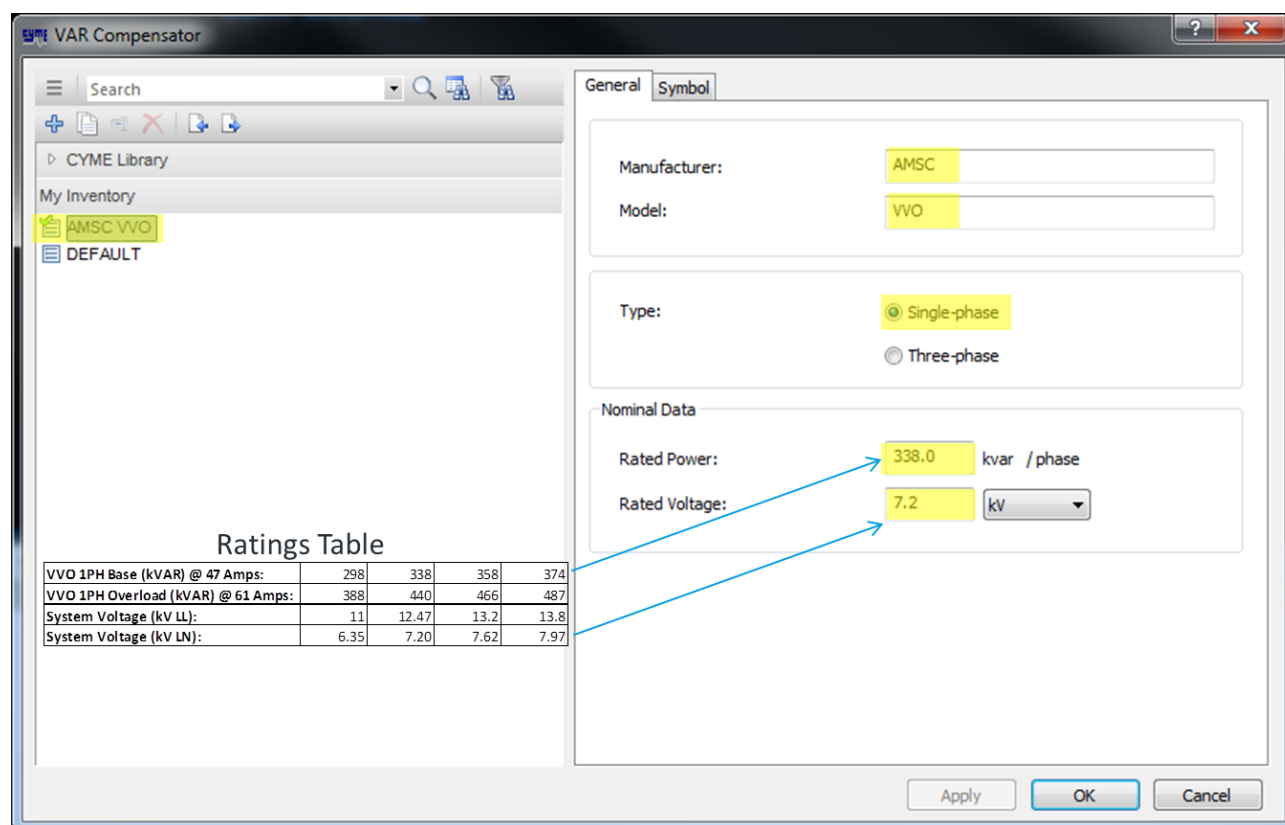 CYME VAR Compensator
?
X
Search
CYME Library
My Inventory
AMSC VVO
DEFAULT
Ratings Table
VVO 1PH Base (kVAR) @ 47 Amps: 298 338 358 374
VVO 1PH Overload (kVAR) @ 61 Amps: 388 440 466 487
System Voltage (kV LL): 11 12.47 13.2 13.8
System Voltage (kV LN): 6.35 7.20 7.62 7.97
General Symbol
Manufacturer: AMSC
Model: VVO
Type: Single-phase
Three-phase
Nominal Data
Rated Power: 338.0 kvar / phase
Rated Voltage: 7.2 kV
Apply OK Cancel